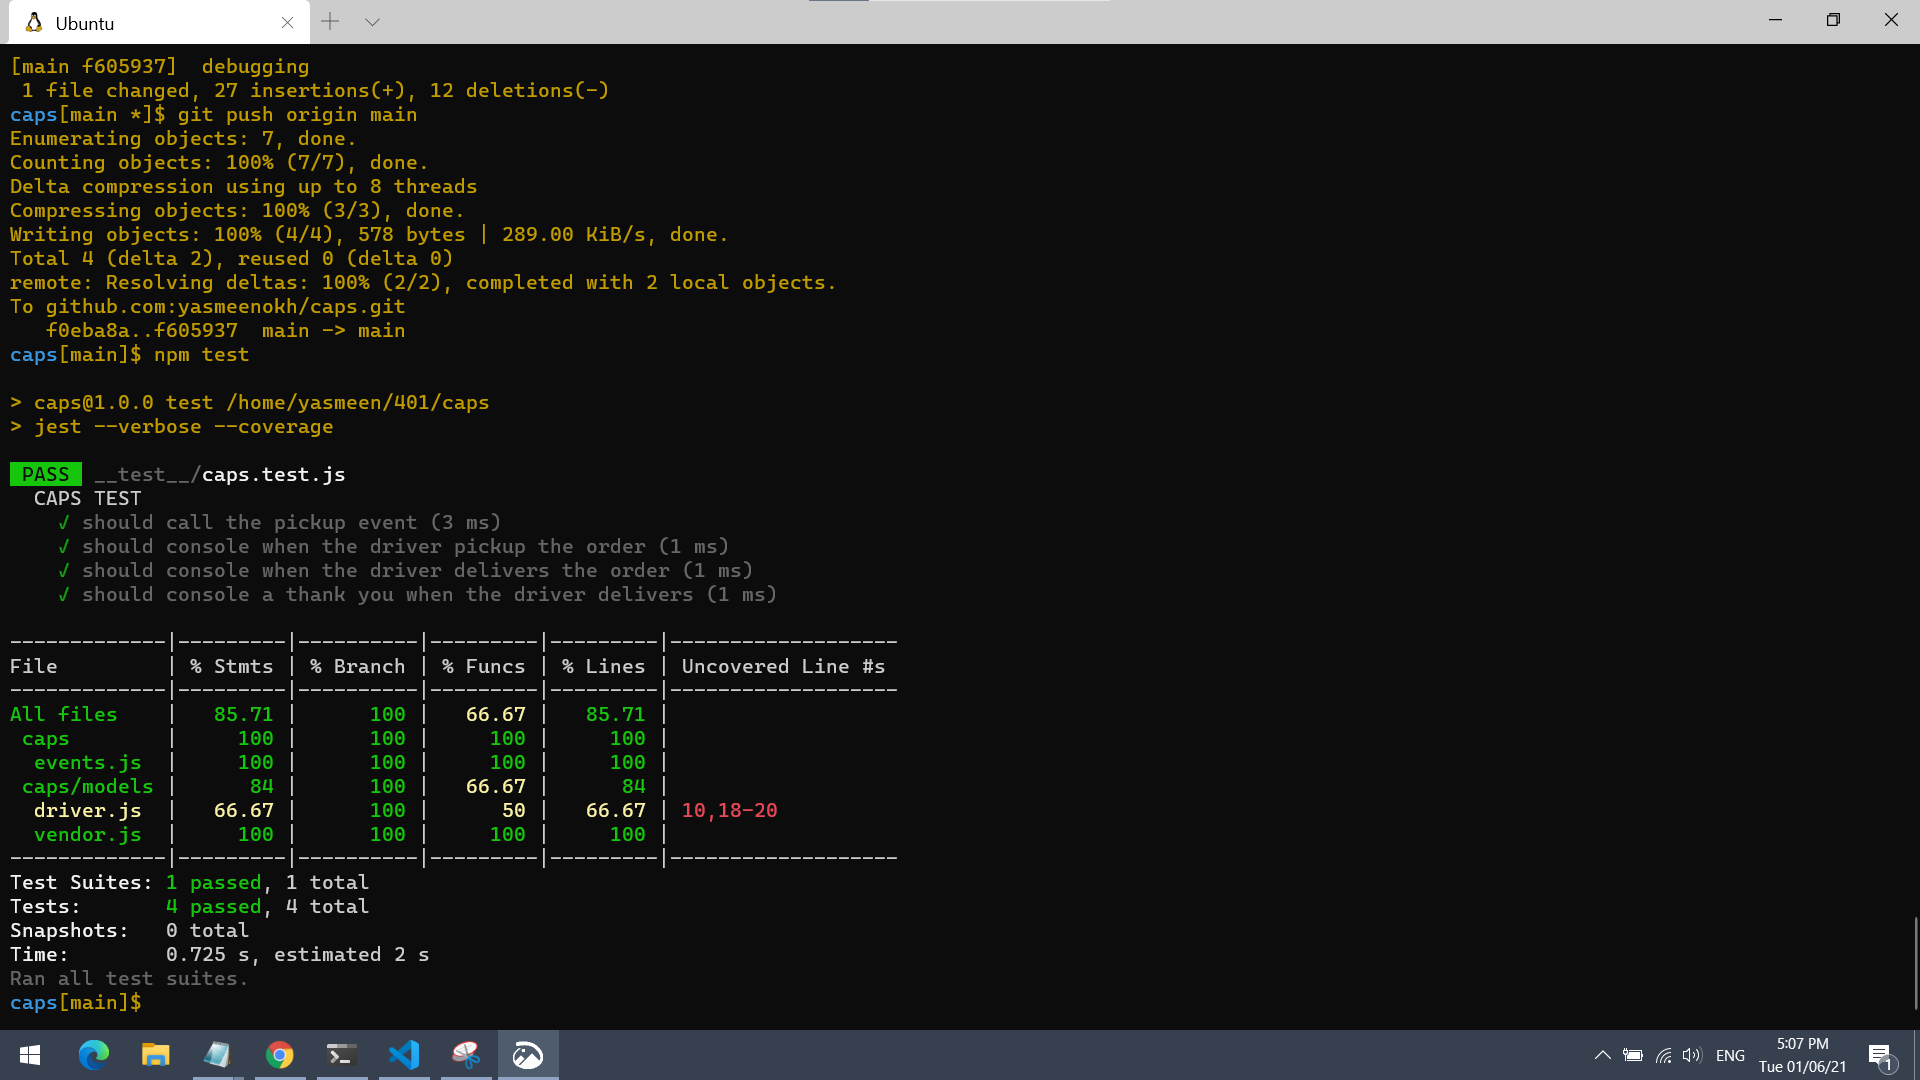 Ubuntu
[main f605937]  debugging
 1 file changed, 27 insertions(+), 12 deletions(-)
caps[main *]$ git push origin main
Enumerating objects: 7, done.
Counting objects: 100% (7/7), done.
Delta compression using up to 8 threads
Compressing objects: 100% (3/3), done.
Writing objects: 100% (4/4), 578 bytes | 289.00 KiB/s, done.
Total 4 (delta 2), reused 0 (delta 0)
remote: Resolving deltas: 100% (2/2), completed with 2 local objects.
To github.com:yasmeenokh/caps.git
   f0eba8a..f605937  main -> main
caps[main]$ npm test
> caps@1.0.0 test /home/yasmeen/401/caps
> jest --verbose --coverage
 PASS  __test__/caps.test.js
  CAPS TEST
    √ should call the pickup event (3 ms)
    √ should console when the driver pickup the order (1 ms)
    √ should console when the driver delivers the order (1 ms)
    √ should console a thank you when the driver delivers (1 ms)
-------------|---------|----------|---------|---------|-------------------
File         | % Stmts | % Branch | % Funcs | % Lines | Uncovered Line #s
-------------|---------|----------|---------|---------|-------------------
All files    |   85.71 |      100 |   66.67 |   85.71 |
 caps        |     100 |      100 |     100 |     100 |
  events.js  |     100 |      100 |     100 |     100 |
 caps/models |      84 |      100 |   66.67 |      84 |
  driver.js  |   66.67 |      100 |      50 |   66.67 | 10,18-20
  vendor.js  |     100 |      100 |     100 |     100 |
-------------|---------|----------|---------|---------|-------------------
Test Suites: 1 passed, 1 total
Tests:       4 passed, 4 total
Snapshots:   0 total
Time:        0.725 s, estimated 2 s
Ran all test suites.
caps[main]$
ENG
5:07 PM
Tue 01/06/21
1